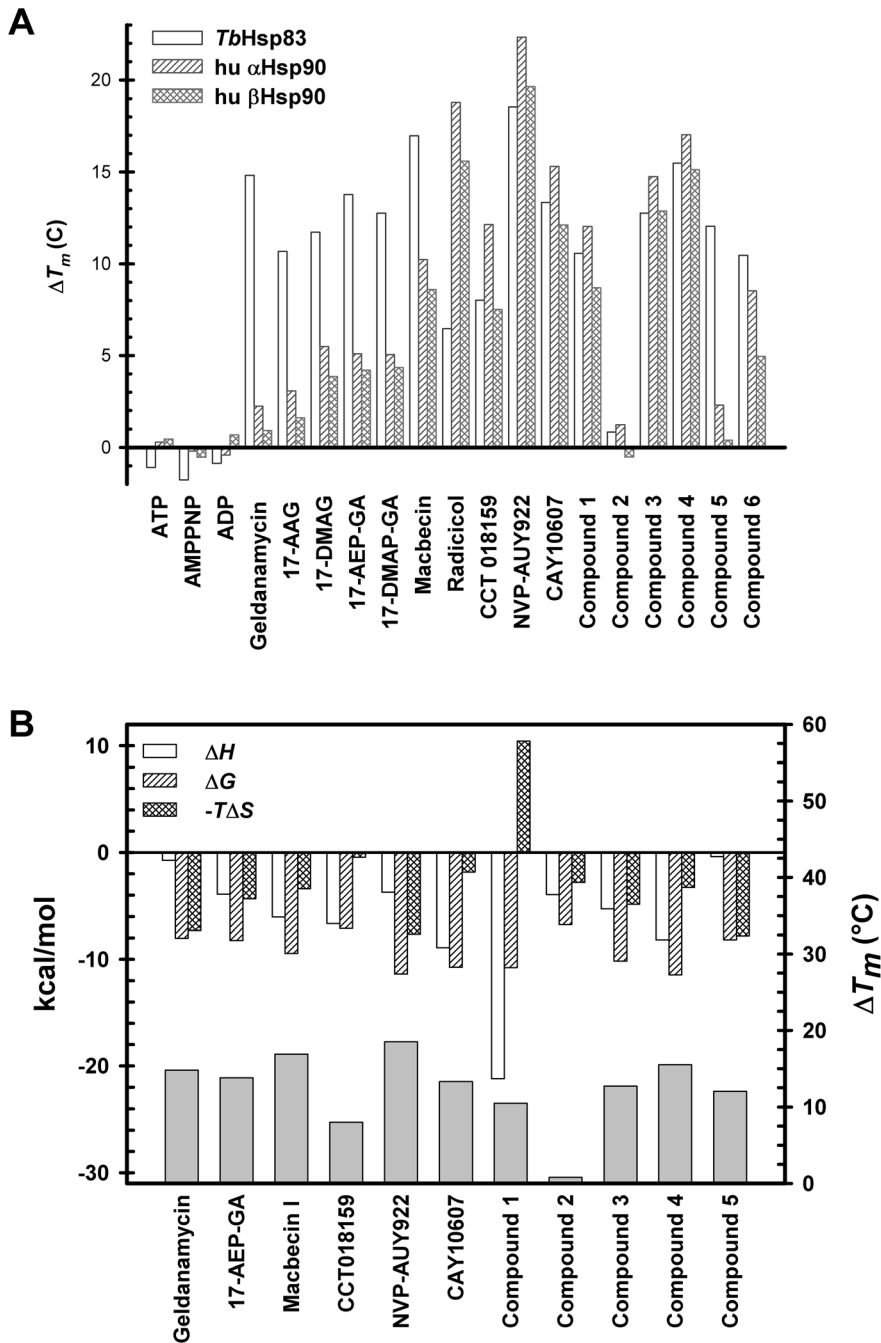 A
TbHsp83
hu αHsp90
hu βHsp90
20
15
10
5
0
ΔTm (C)
ATP
AMPPNP
ADP
Geldanamycin
17-AAG
17-DMAG
17-AEP-GA
17-DMAP-GA
Macbecin
Radicicol
CCT 018159
NVP-AUY922
CAY10607
Compound 1
Compound 2
Compound 3
Compound 4
Compound 5
Compound 6
B
ΔH
ΔG
-TΔS
10
0
-10
-20
-30
kcal/mol
60
50
40
30
20
10
0
ΔTm (°C)
Geldanamycin
17-AEP-GA
Macbecin I
CCT018159
NVP-AUY922
CAY10607
Compound 1
Compound 2
Compound 3
Compound 4
Compound 5